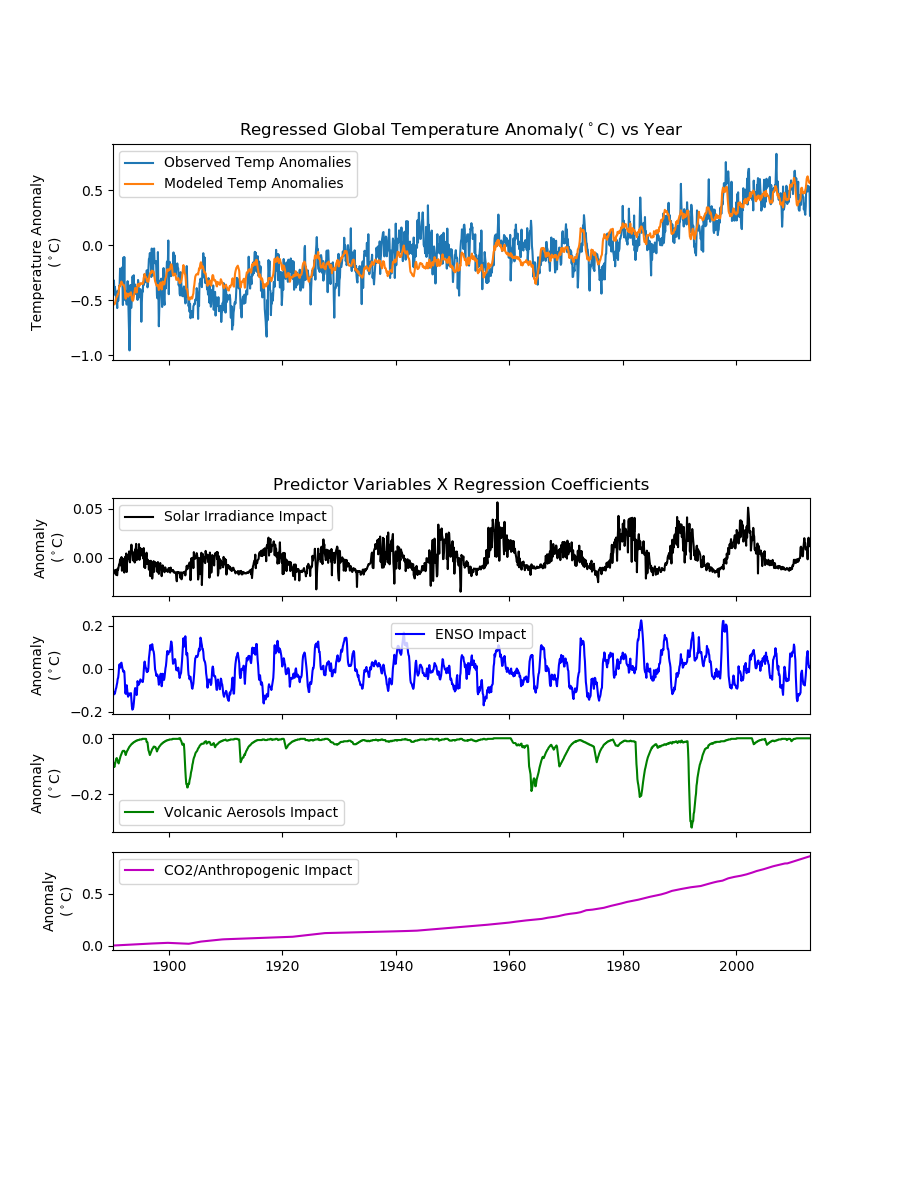 Regressed Global Temperature Anomaly(°C) vs Year
Temperature Anomaly
(°C)
0.5
0.0
−0.5
−1.0
Observed Temp Anomalies
Modeled Temp Anomalies
Predictor Variables X Regression Coefficients
Anomaly
(°C)
0.05
0.00
Solar Irradiance Impact
Anomaly
(°C)
0.2
0.0
−0.2
ENSO Impact
Anomaly
(°C)
0.0
−0.2
Volcanic Aerosols Impact
Anomaly
(°C)
0.5
0.0
CO2/Anthropogenic Impact
1900 1920 1940 1960 1980 2000